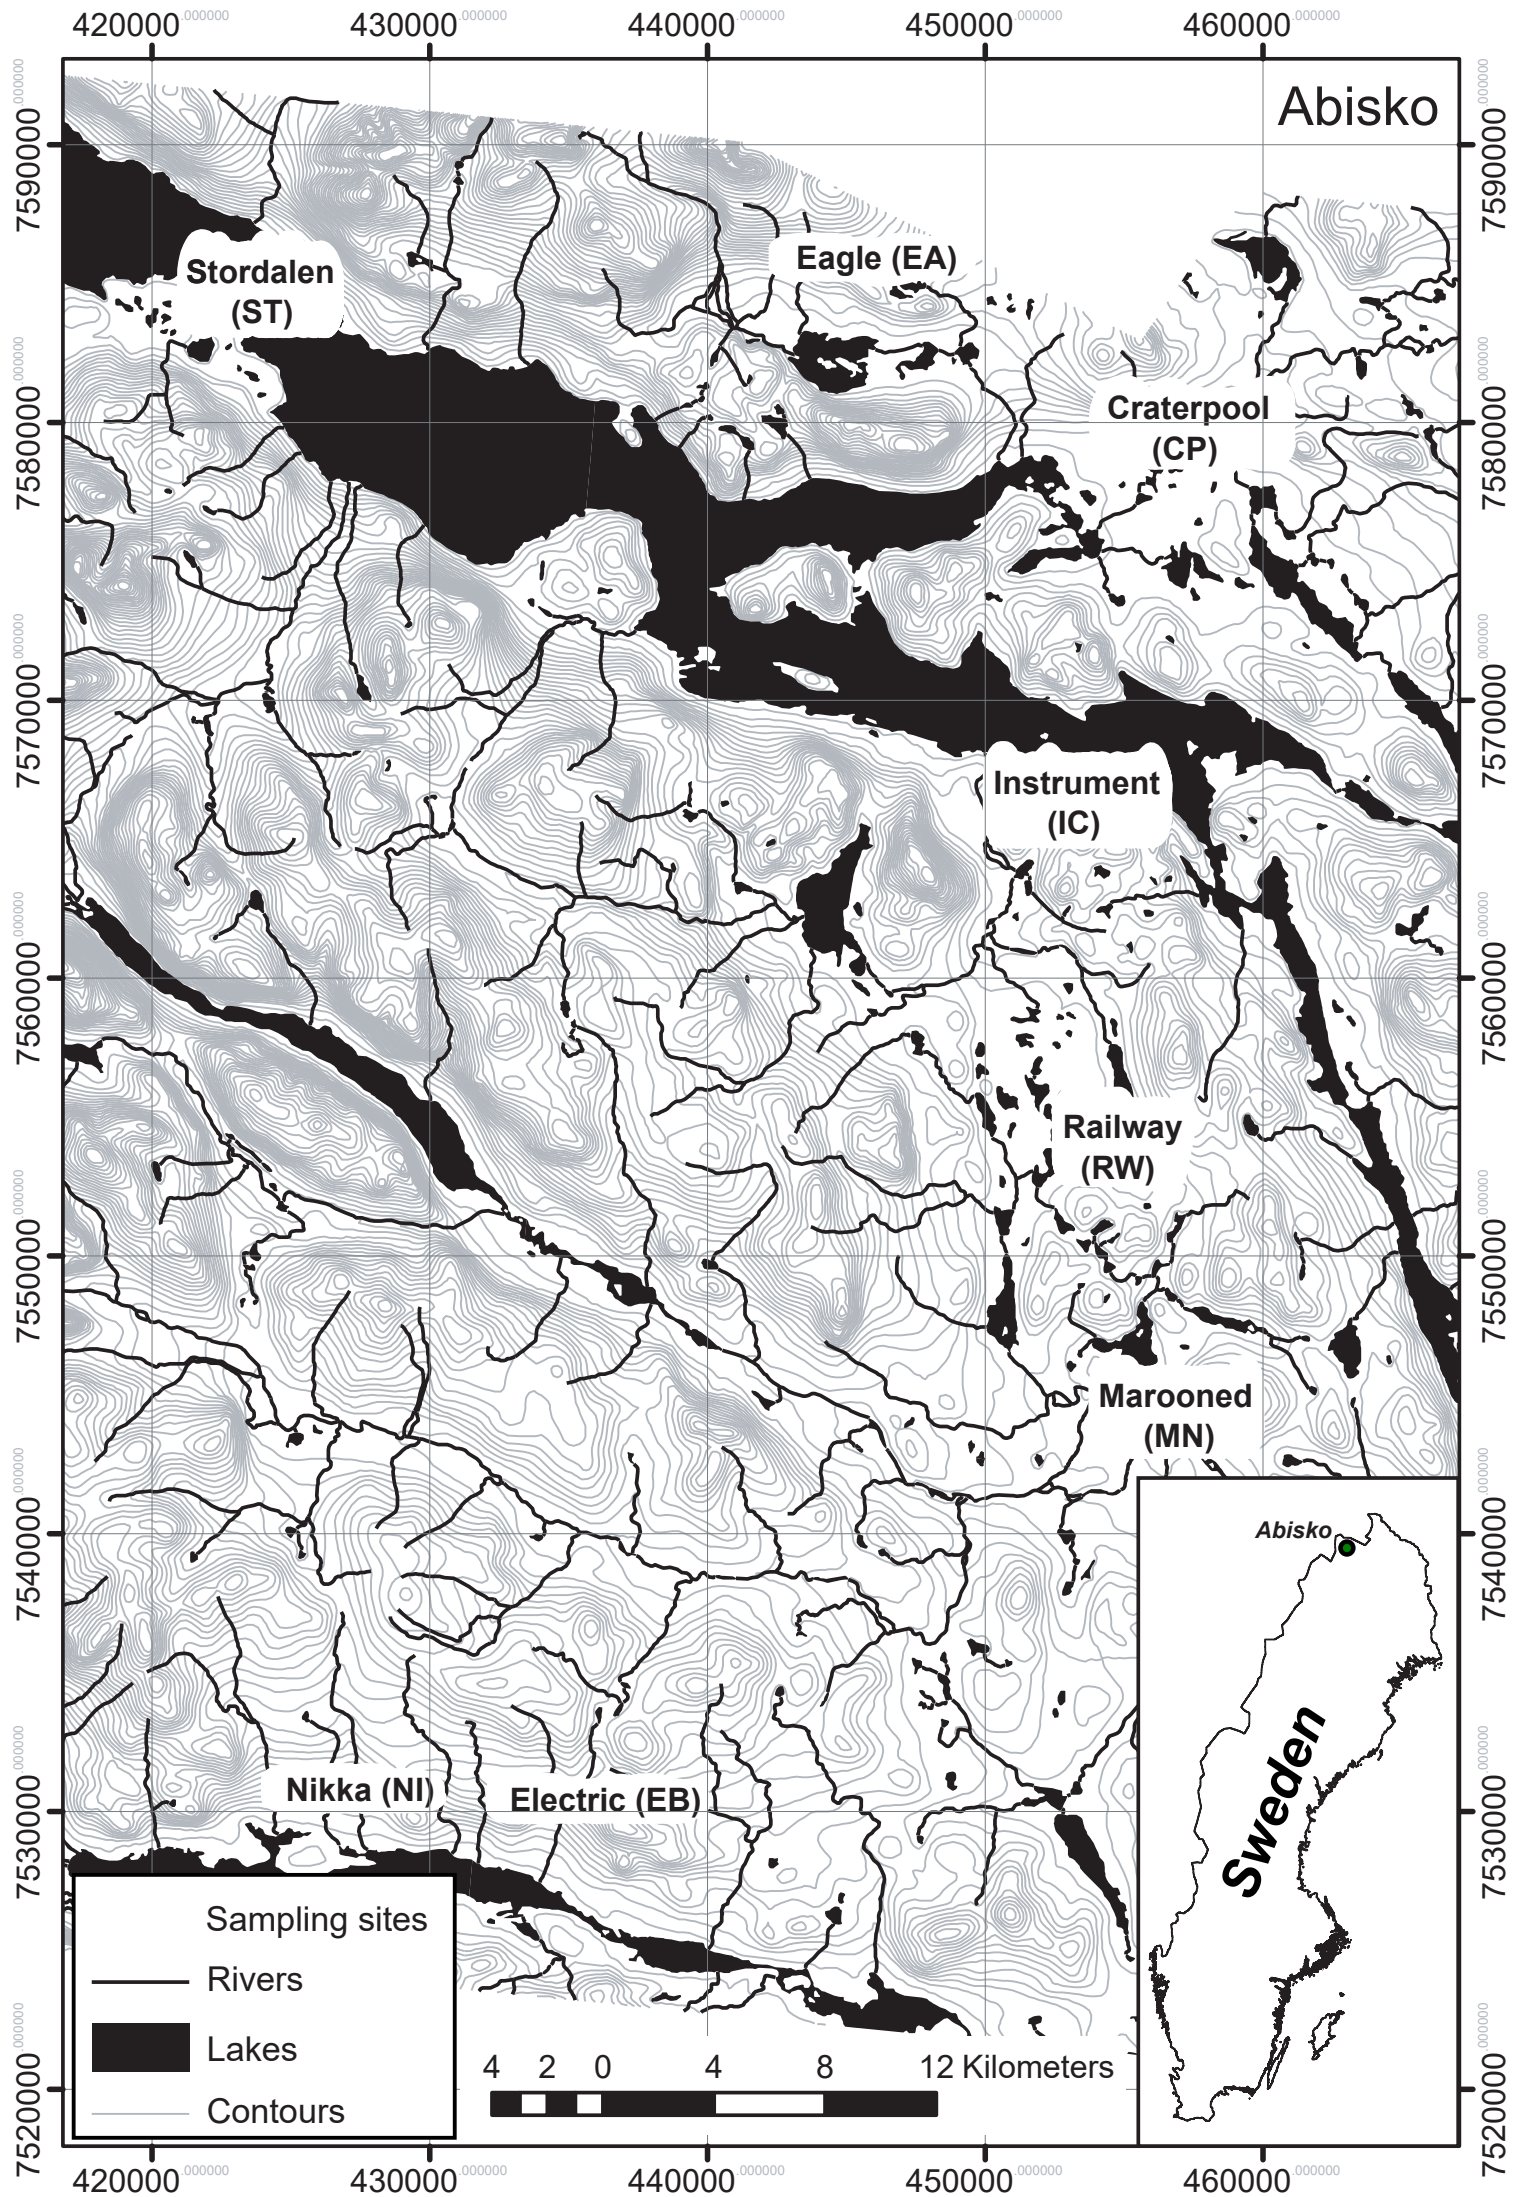 420000.000000 430000.000000 440000.000000 450000.000000 460000.000000
Abisko
7590000.000000 7590000.000000
Eagle (EA)
Stordalen
(ST)
Craterpool
(CP)
7580000.000000 7580000.000000
7570000.000000 7570000.000000
Instrument
(IC)
7560000.000000 7560000.000000
Railway
(RW)
7550000.000000 7550000.000000
Marooned
(MN)
7540000.000000 7540000.000000
Abisko
Sweden
Nikka (NI)
Electric (EB)
7530000.000000 7530000.000000
Sampling sites
Rivers
Lakes
Contours
4 2 0 4 8 12 Kilometers
7520000.000000 7520000.000000
420000.000000 430000.000000 440000.000000 450000.000000 460000.000000